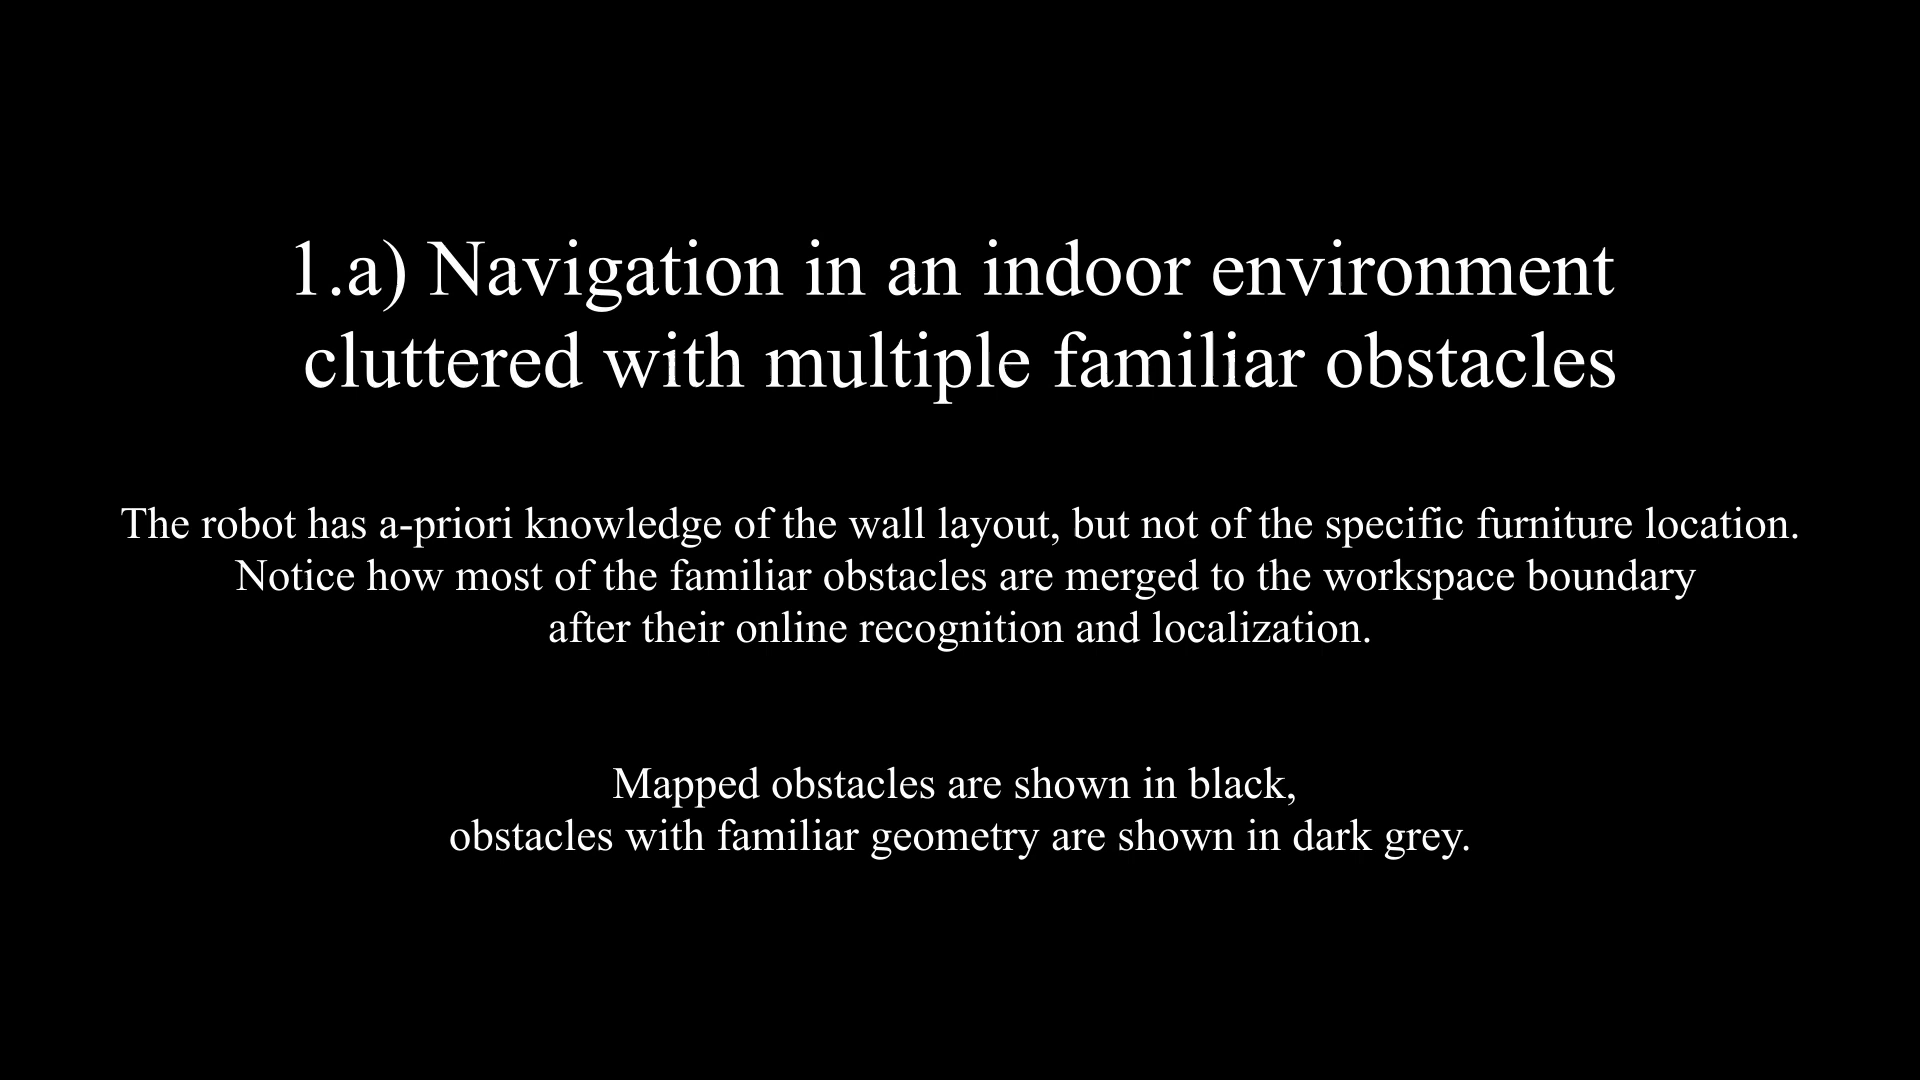 1.a) Navigation in an indoor environment
cluttered with multiple familiar obstacles
The robot has a-priori knowledge of the wall layout, but not of the specific furniture location.
Notice how most of the familiar obstacles are merged to the workspace boundary
after their online recognition and localization.
Mapped obstacles are shown in black,
obstacles with familiar geometry are shown in dark grey.